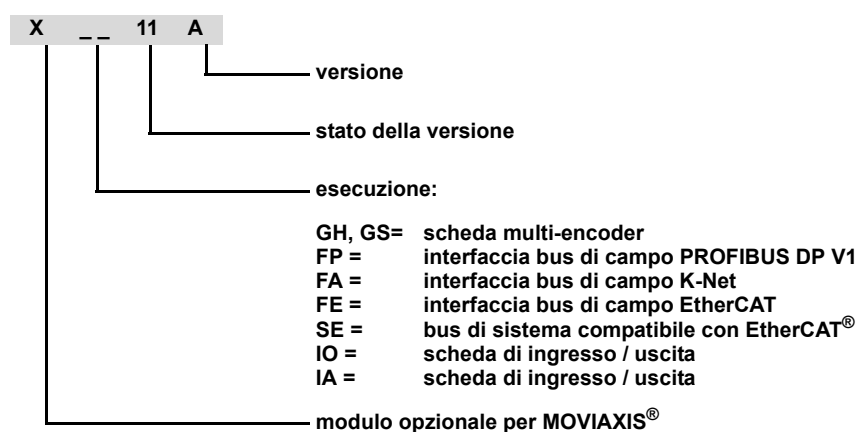 X _ _ 11 A
versione
stato della versione
esecuzione:
GH, GS= scheda multi-encoder
FP = interfaccia bus di campo PROFIBUS DP V1
FA = interfaccia bus di campo K-Net
FE = interfaccia bus di campo EtherCAT
SE = bus di sistema compatibile con EtherCAT®
IO = scheda di ingresso / uscita
IA = scheda di ingresso / uscita
modulo opzionale per MOVIAXIS®